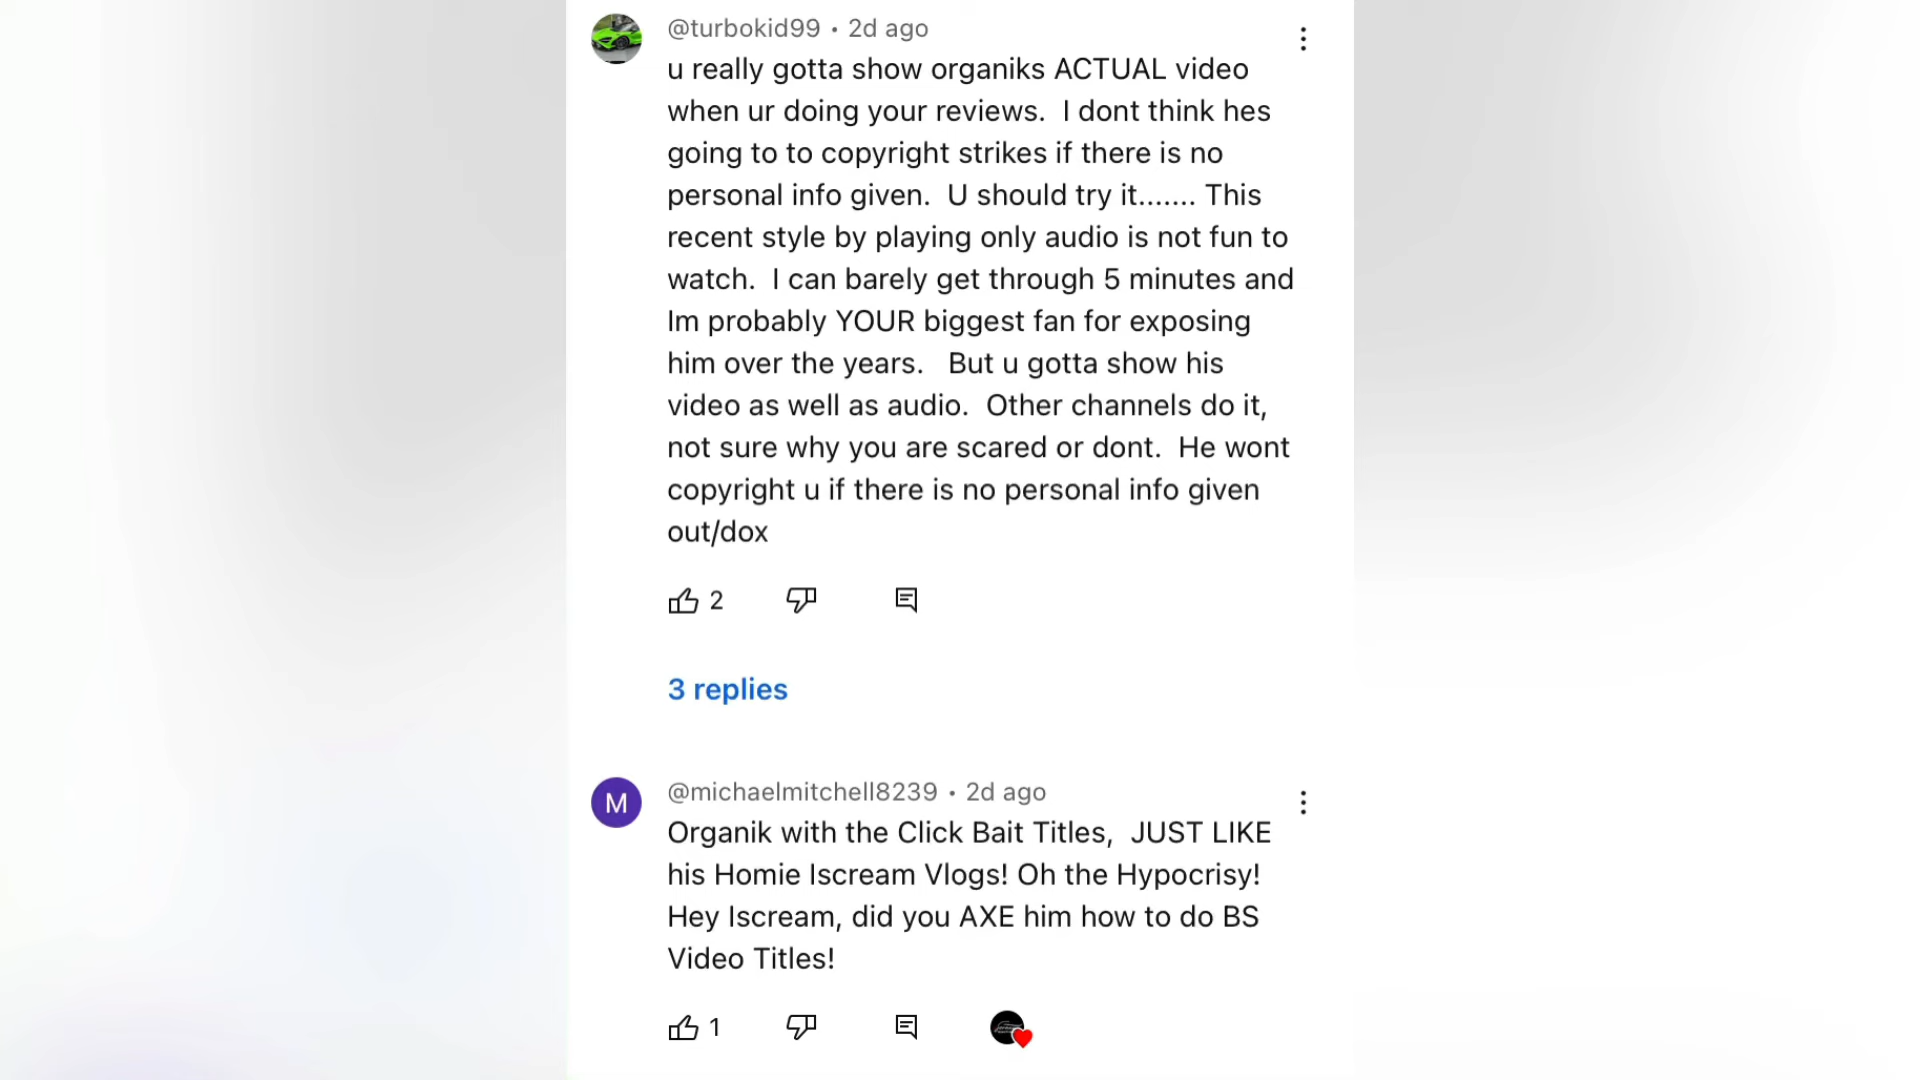 @turbokid99 • 2d ago
u really gotta show organiks ACTUAL video
when ur doing your reviews.  I dont think hes
going to to copyright strikes if there is no
personal info given.  U should try it....... This
recent style by playing only audio is not fun to
watch.  I can barely get through 5 minutes and
Im probably YOUR biggest fan for exposing
him over the years.   But u gotta show his
video as well as audio.  Other channels do it,
not sure why you are scared or dont.  He wont
copyright u if there is no personal info given
out/dox
2
3 replies
M
@michaelmitchell8239 • 2d ago
Organik with the Click Bait Titles,  JUST LIKE
his Homie Iscream Vlogs! Oh the Hypocrisy!
Hey Iscream, did you AXE him how to do BS
Video Titles!
1